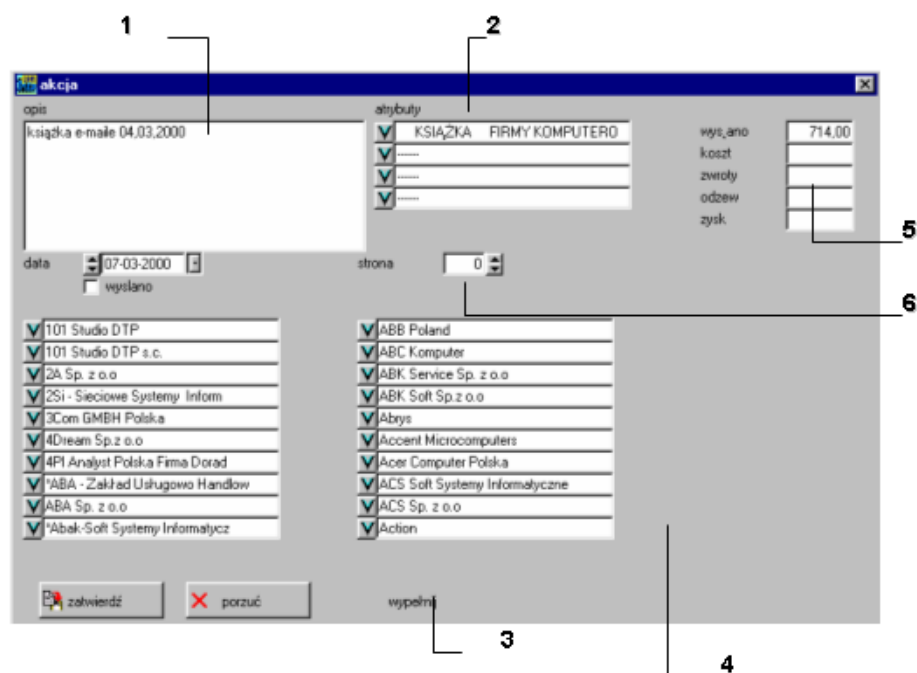 1
2
akcja
opis
atrybuty
książka e-maile 04,03,2000
KSIĄŻKA FIRMY KOMPUTERO
wys,ano 714,00
------
koszt
------
zwroty
------
odzew
zysk
5
data 07-03-2000
strona 0
wyslano
6
101 Studio DTP
ABB Poland
101 Studio DTP s.c.
ABC Komputer
2A Sp. z o.o
ABK Service Sp. z o.o
2Si - Sieciowe Systemy Inform
ABK Soft Sp.z o.o
3Com GMBH Polska
Abrys
4Dream Sp.z o.o
Accent Microcomputers
4PI Analyst Polska Firma Dorad
Acer Computer Polska
"ABA - Zakład Usługowo Handlow
ACS Soft Systemy Informatyczne
ABA Sp. z o.o
ACS Sp. z o.o
"Abak-Soft Systemy Informatycz
Action
zatwierdź
porzuć
wypełnij
3
4